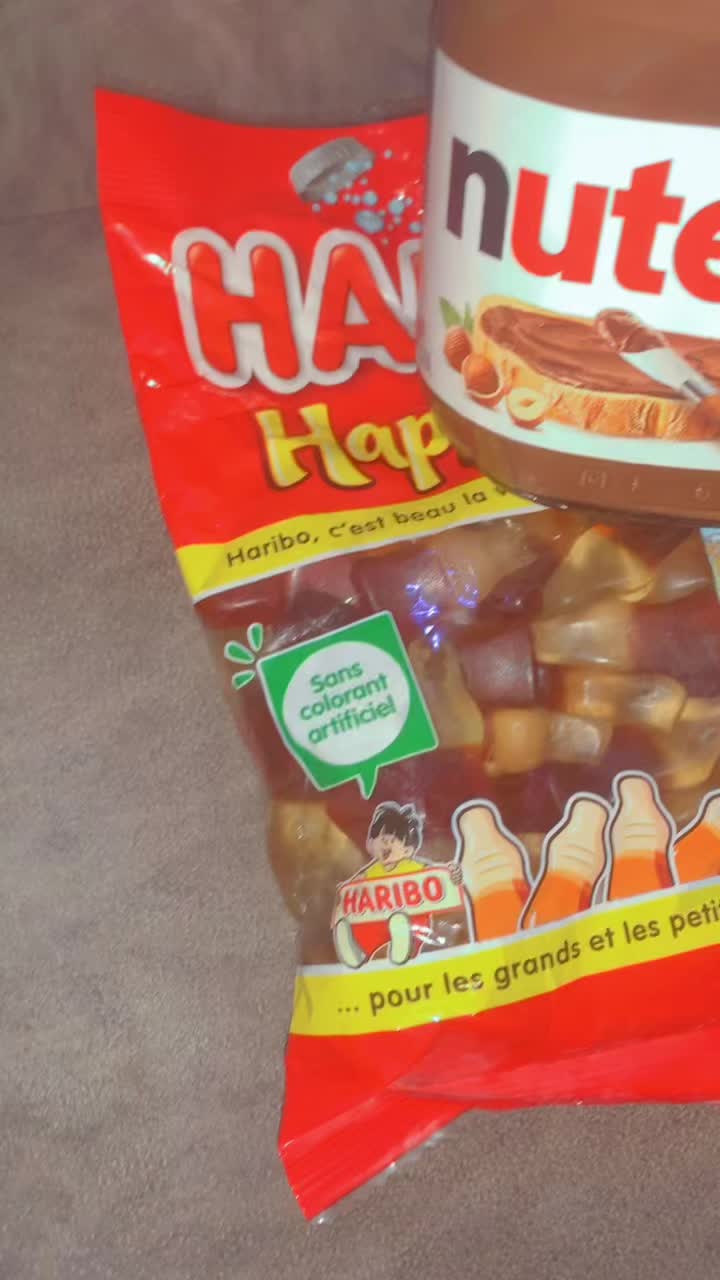 nute
HA
Hap
Haribo, c'est beau la v
Sans
colorant
artificiel
HARIBO
... pour les grands et les petit